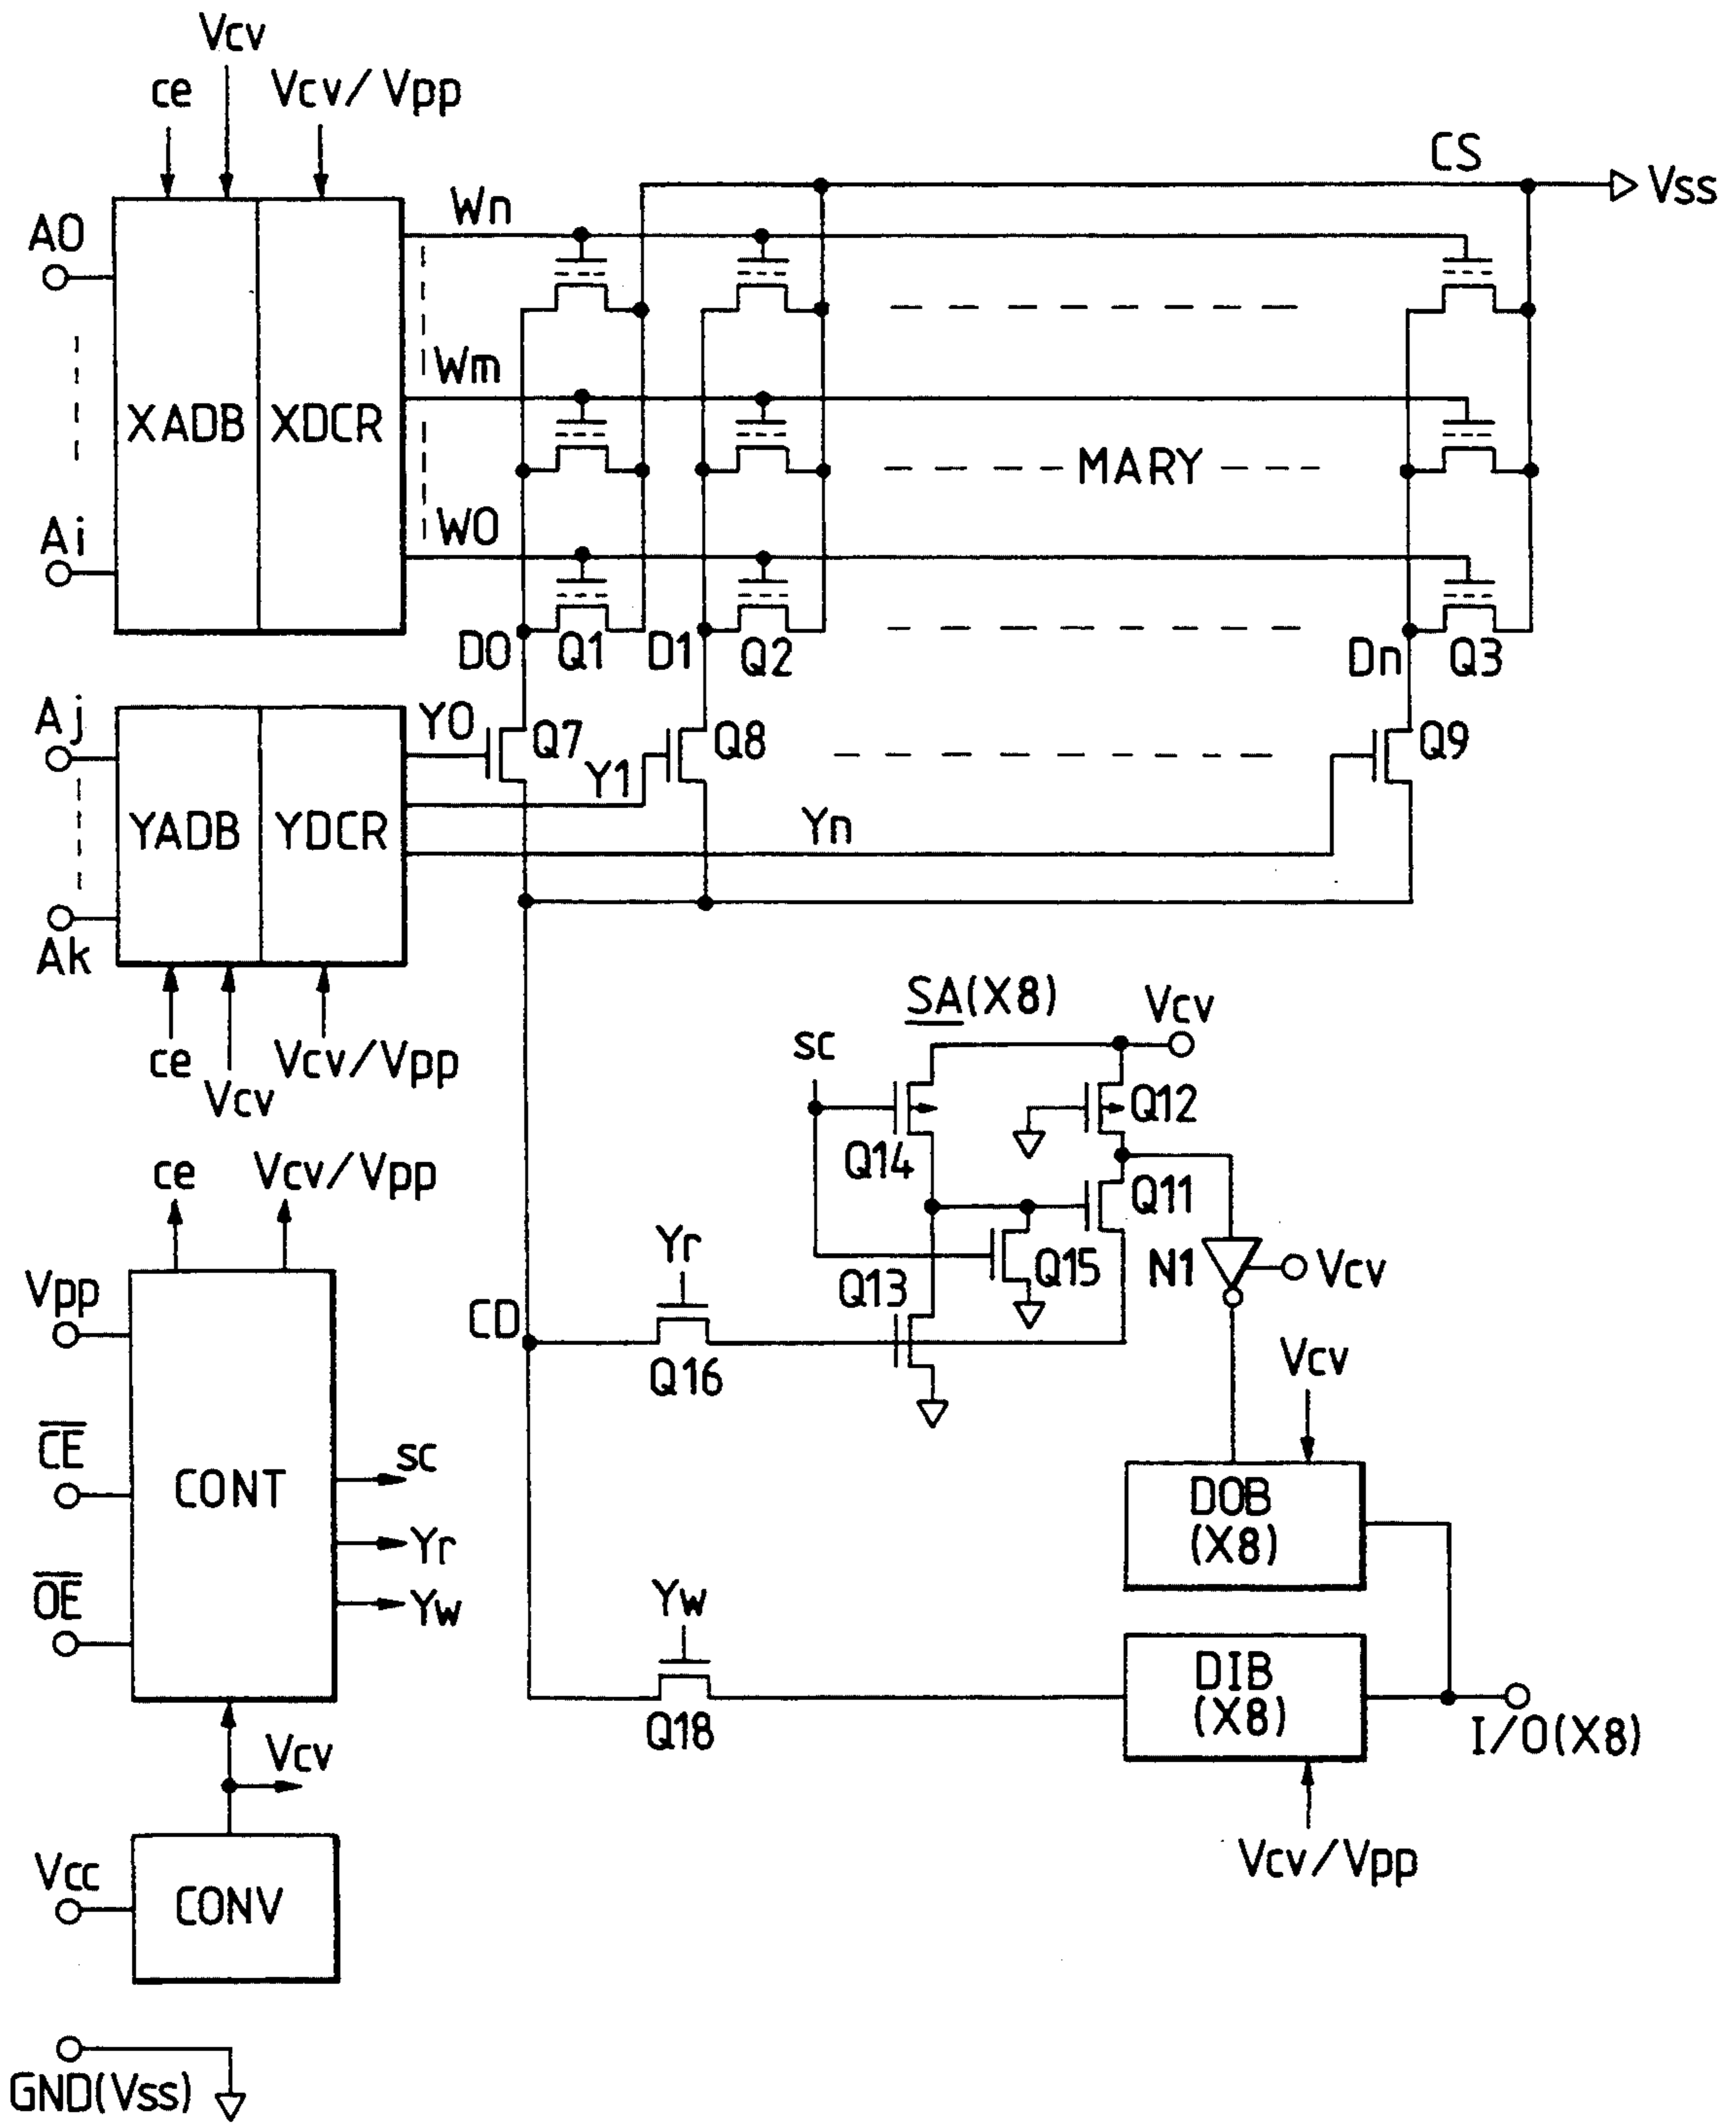 Vcv
ce
Vcv/Vpp
CS
Vss
Wn
A0
Wm
XADB
XDCR
MARY
W0
Ai
D0
Q1
D1
Q2
Dn
Q3
Aj
Y0
Q7
Q8
Q9
Y1
YADB
YDCR
Yn
Ak
SA(X8)
Vcv
ce
Vcv/Vpp
sc
Vcv
Q12
Q14
ce
Vcv/Vpp
Q11
Yr
Q15
N1
Vcv
Q13
Vpp
CD
Q16
Vcv
CE
sc
CONT
DOB
(X8)
Yr
OE
Yw
Yw
DIB
(X8)
Q18
I/O(X8)
Vcv
Vcv/Vpp
Vcc
CONV
GND(Vss)